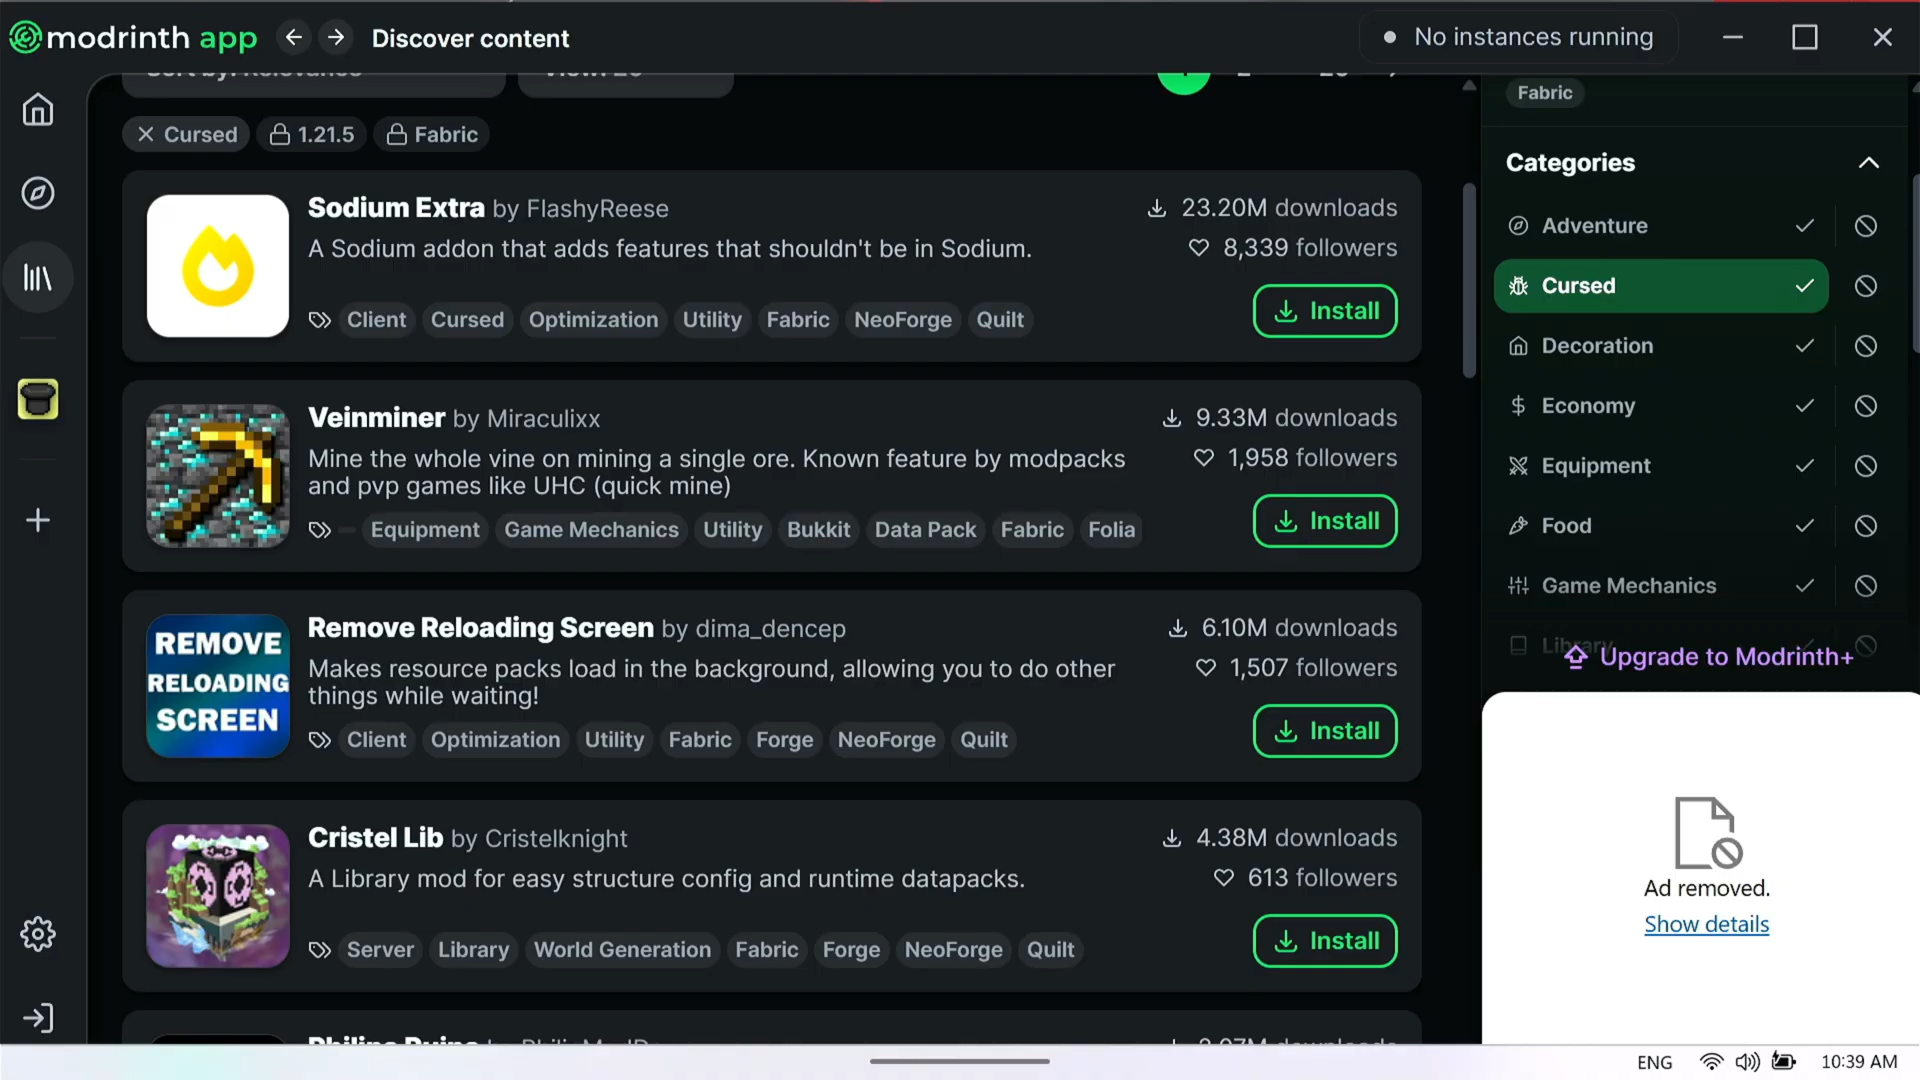 modrinth app
Discover content
No instances running
Sort by: Relevance
View: 20
Cursed
1.21.5
Fabric
Sodium Extra by FlashyReese
A Sodium addon that adds features that shouldn't be in Sodium.
Client Cursed Optimization Utility Fabric NeoForge Quilt
23.20M downloads
8,339 followers
Install
Veinminer by Miraculixx
Mine the whole vine on mining a single ore. Known feature by modpacks
and pvp games like UHC (quick mine)
Equipment Game Mechanics Utility Bukkit Data Pack Fabric Folia
9.33M downloads
1,958 followers
Install
REMOVE
RELOADING
SCREEN
Remove Reloading Screen by dima_dencep
Makes resource packs load in the background, allowing you to do other
things while waiting!
Client Optimization Utility Fabric Forge NeoForge Quilt
6.10M downloads
1,507 followers
Install
Cristel Lib by Cristelknight
A Library mod for easy structure config and runtime datapacks.
Server Library World Generation Fabric Forge NeoForge Quilt
4.38M downloads
613 followers
Install
Fabric
Categories
Adventure
Cursed
Decoration
Economy
Equipment
Food
Game Mechanics
Library
Upgrade to Modrinth+
Ad removed.
Show details
ENG
10:39 AM